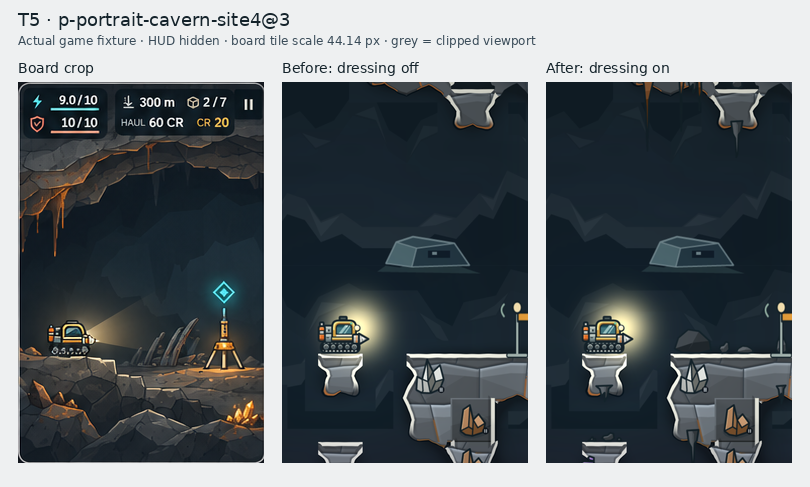 T5 · p-portrait-cavern-site4@3
Actual game fixture · HUD hidden · board tile scale 44.14 px · grey = clipped viewport
Board crop
Before: dressing off
After: dressing on
9.0/10
300 m
2/7
10/10
HAUL 60 CR
CR 20